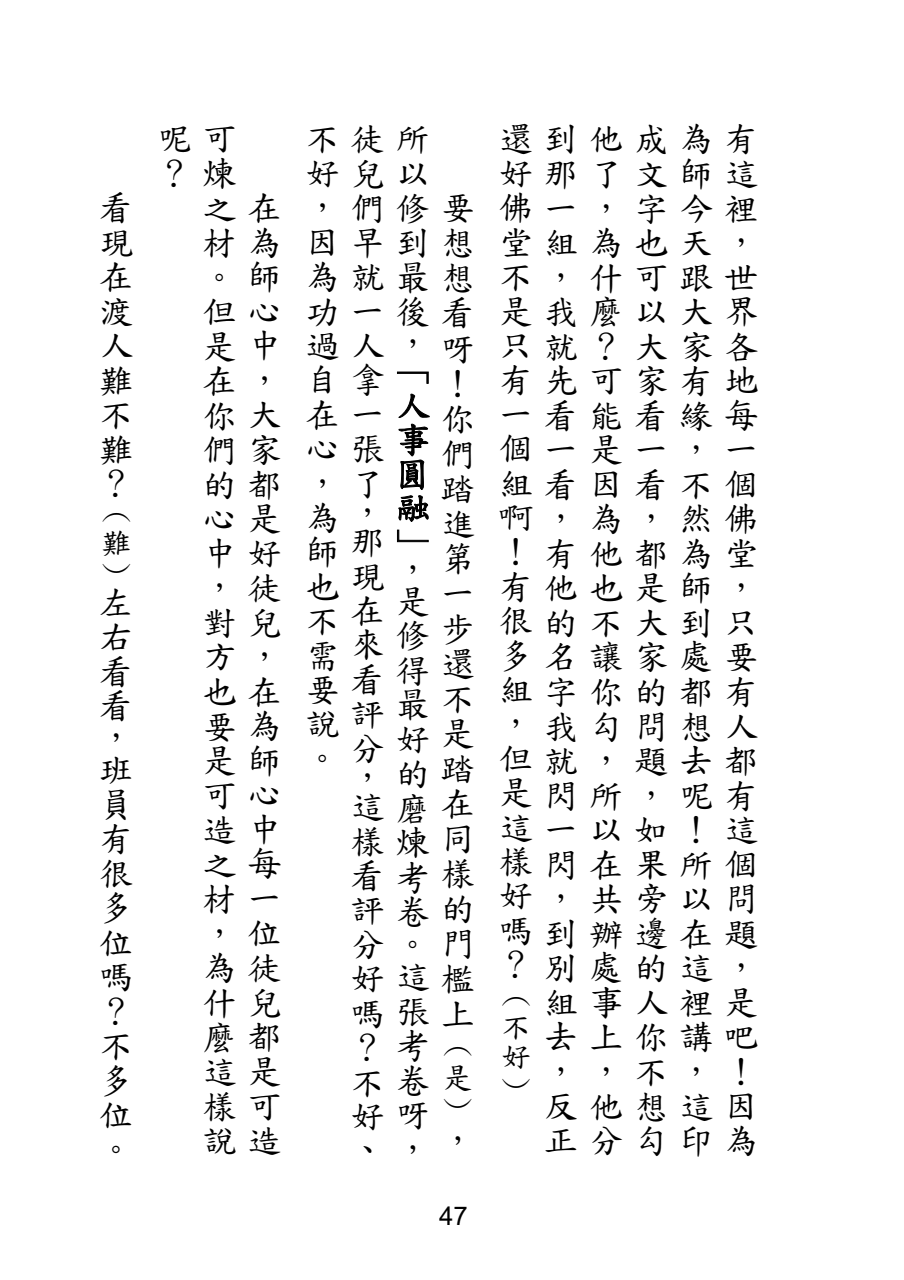 有這裡，世界各地每一個佛堂，只要有人都有這個問題，是吧！因為
為師今天跟大家有緣，不然為師到處都想去呢！所以在這裡講，這印
成文字也可以大家看一看，都是大家的問題，如果旁邊的人你不想勾
他了，為什麼？可能是因為他也不讓你勾，所以在共辦處事上，他分
到那一組，我就先看一看，有他的名字我就閃一閃，到別組去，反正
還好佛堂不是只有一個組啊！有很多組，但是這樣好嗎？（不好）
要想想看呀！你們踏進第一步還不是踏在同樣的門檻上（是），
所以修到最後，「人事圓融」，是修得最好的磨煉考卷。這張考卷呀，
徒兒們早就一人拿一張了，那現在來看評分，這樣看評分好嗎？不好、
不好，因為功過自在心，為師也不需要說。
在為師心中，大家都是好徒兒，在為師心中每一位徒兒都是可造
可煉之材。但是在你們的心中，對方也要是可造之材，為什麼這樣說
呢？
看現在渡人難不難？（難）左右看看，班員有很多位嗎？不多位。
47